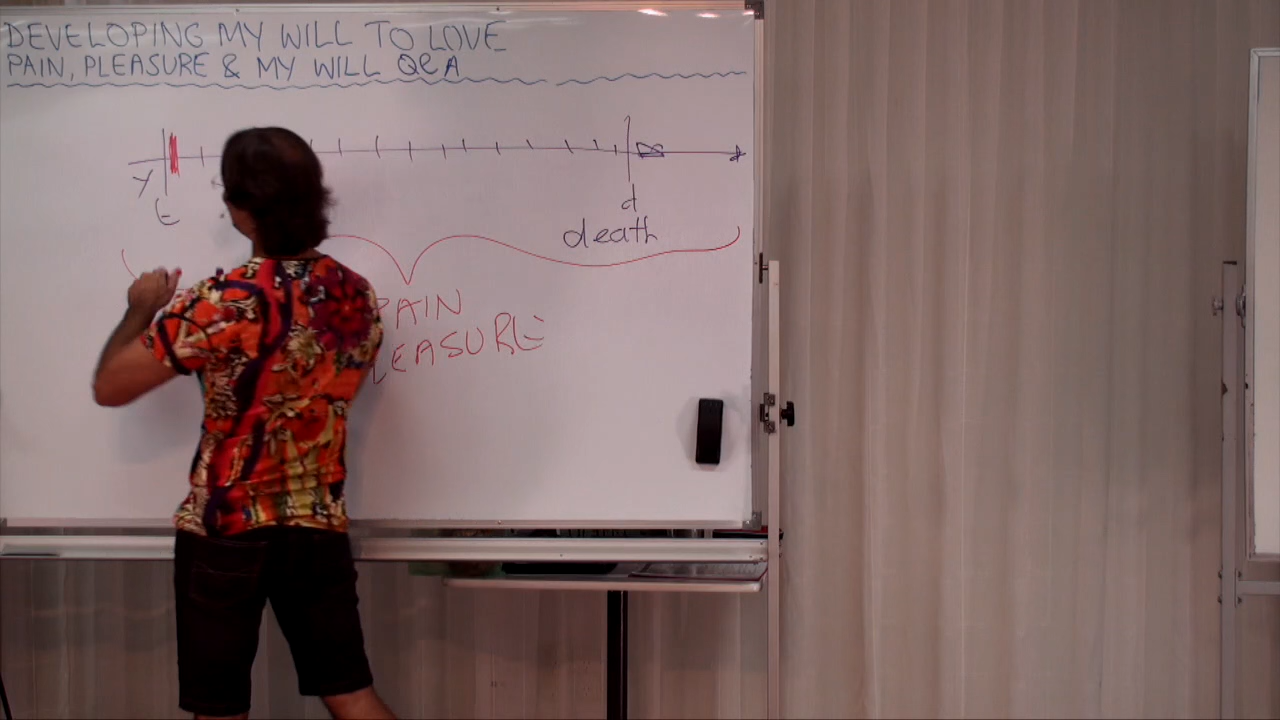 DEVELOPING MY WILL TO LOVE
PAIN, PLEASURE & MY WILL Q&A
y
t
d
death
PAIN
LEASURE